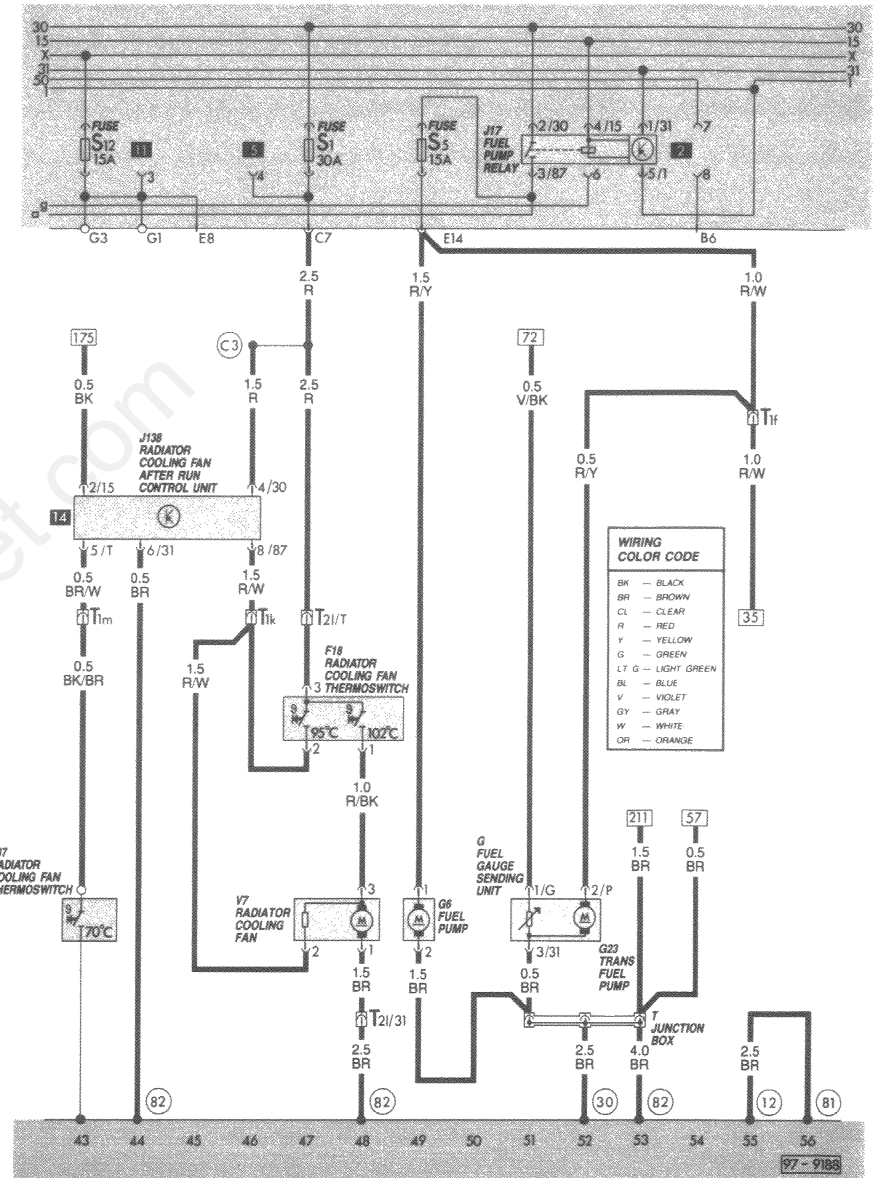 30 30
15 15
X X
31 31
50
FUSE
S12
15A
11
3
5
4
FUSE
S1
30A
FUSE
S5
15A
J17
FUEL
PUMP
RELAY
2/30
4/15
1/31
7
2
3/87
6
5/1
8
g
G3
G1
E8
C7
E14
B6
2.5
R
1.5
R/Y
1.0
R/W
175
C3
72
0.5
BK
1.5
R
2.5
R
0.5
V/BK
T1f
J138
RADIATOR
COOLING FAN
AFTER RUN
CONTROL UNIT
0.5
R/Y
1.0
R/W
2/15
4/30
14
5/T
6/31
8/87
0.5
BR/W
0.5
BR
1.5
R/W
T1m
T1k
T2l/T
35
WIRING
COLOR CODE
BK — BLACK
BR — BROWN
CL — CLEAR
R — RED
Y — YELLOW
G — GREEN
LT G — LIGHT GREEN
BL — BLUE
V — VIOLET
GY — GRAY
W — WHITE
OR — ORANGE
0.5
BK/BR
1.5
R/W
F18
RADIATOR
COOLING FAN
THERMOSWITCH
3
95°C
102°C
2
1
1.0
R/BK
211
57
1.5
BR
0.5
BR
7
ADIATOR
OOLING FAN
HERMOSWITCH
70°C
V7
RADIATOR
COOLING
FAN
3
M
2
1
1
G6
FUEL
PUMP
M
2
G
FUEL
GAUGE
SENDING
UNIT
1/G
2/P
M
3/31
G23
TRANS
FUEL
PUMP
1.5
BR
1.5
BR
0.5
BR
T2l/31
T
JUNCTION
BOX
2.5
BR
2.5
BR
4.0
BR
2.5
BR
82
82
30
82
12
81
43 44 45 46 47 48 49 50 51 52 53 54 55 56
97 - 9188
et.com